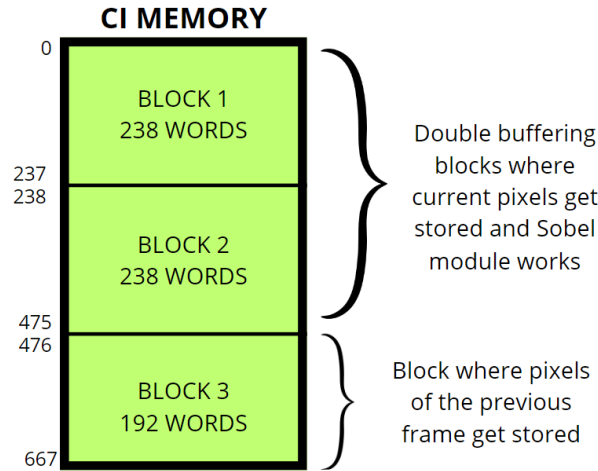 CI MEMORY
0
BLOCK 1
238 WORDS
237
238
BLOCK 2
238 WORDS
475
476
BLOCK 3
192 WORDS
667
Double buffering
blocks where
current pixels get
stored and Sobel
module works
Block where pixels
of the previous
frame get stored